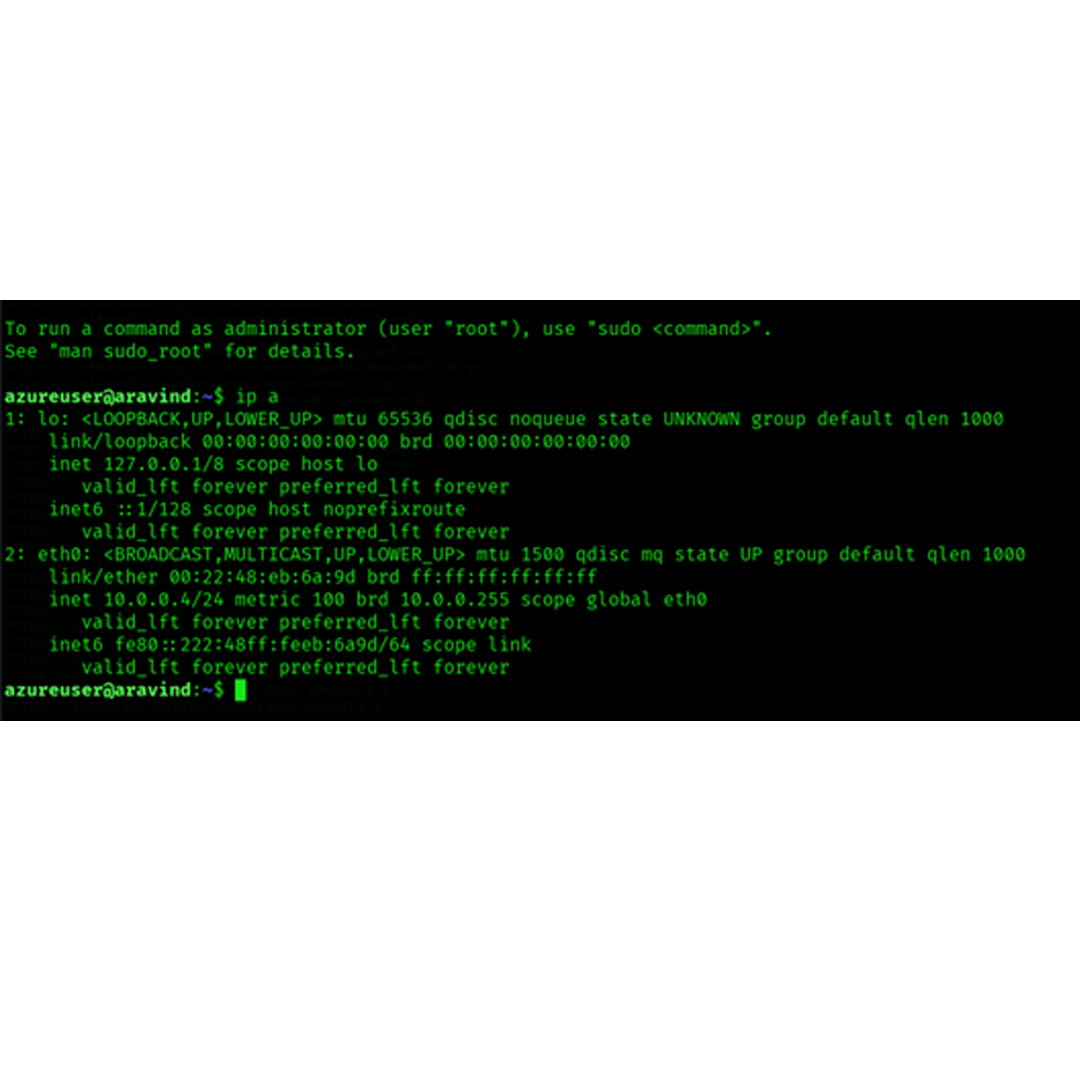 To run a command as administrator (user "root"), use "sudo <command>".
See "man sudo_root" for details.
azureuser@aravind:~$ ip a
1: lo: <LOOPBACK,UP,LOWER_UP> mtu 65536 qdisc noqueue state UNKNOWN group default qlen 1000
link/loopback 00:00:00:00:00:00 brd 00:00:00:00:00:00
inet 127.0.0.1/8 scope host lo
valid_lft forever preferred_lft forever
inet6 ::1/128 scope host noprefixroute
valid_lft forever preferred_lft forever
2: eth0: <BROADCAST,MULTICAST,UP,LOWER_UP> mtu 1500 qdisc mq state UP group default qlen 1000
link/ether 00:22:48:eb:6a:9d brd ff:ff:ff:ff:ff:ff
inet 10.0.0.4/24 metric 100 brd 10.0.0.255 scope global eth0
valid_lft forever preferred_lft forever
inet6 fe80::222:48ff:feeb:6a9d/64 scope link
valid_lft forever preferred_lft forever
azureuser@aravind:~$